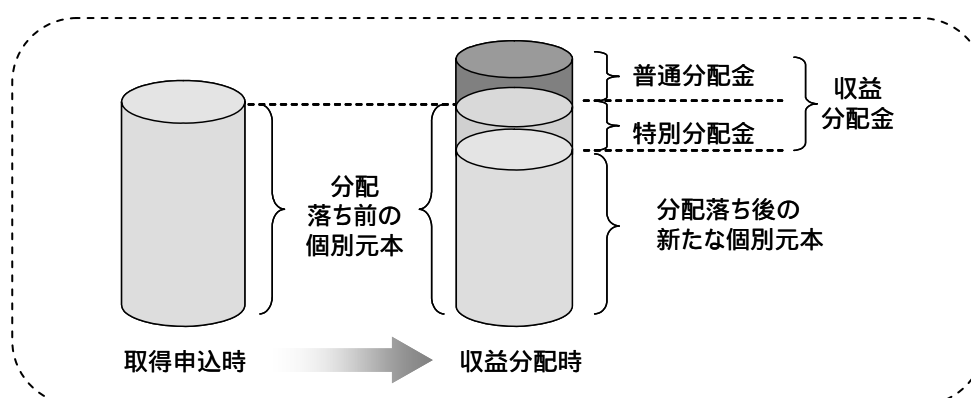 普通分配金
特別分配金
収益
分配金
分配
落ち前の
個別元本
分配落ち後の
新たな個別元本
取得申込時
収益分配時